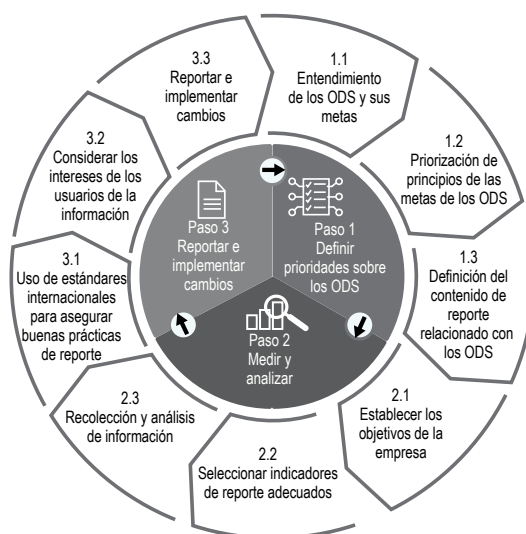 1.1
Entendimiento
de los ODS y sus
metas
1.2
Priorización de
principios de las
metas de los ODS
1.3
Definición del
contenido de
reporte
relacionado con
los ODS
2.1
Establecer los
objetivos de la
empresa
2.2
Seleccionar indicadores
de reporte adecuados
2.3
Recolección y análisis
de información
3.1
Uso de estándares
internacionales
para asegurar
buenas prácticas
de reporte
3.2
Considerar los
intereses de los
usuarios de la
información
3.3
Reportar e
implementar
cambios
Paso 1
Definir
prioridades sobre
los ODS
Paso 2
Medir y
analizar
Paso 3
Reportar e
implementar
cambios